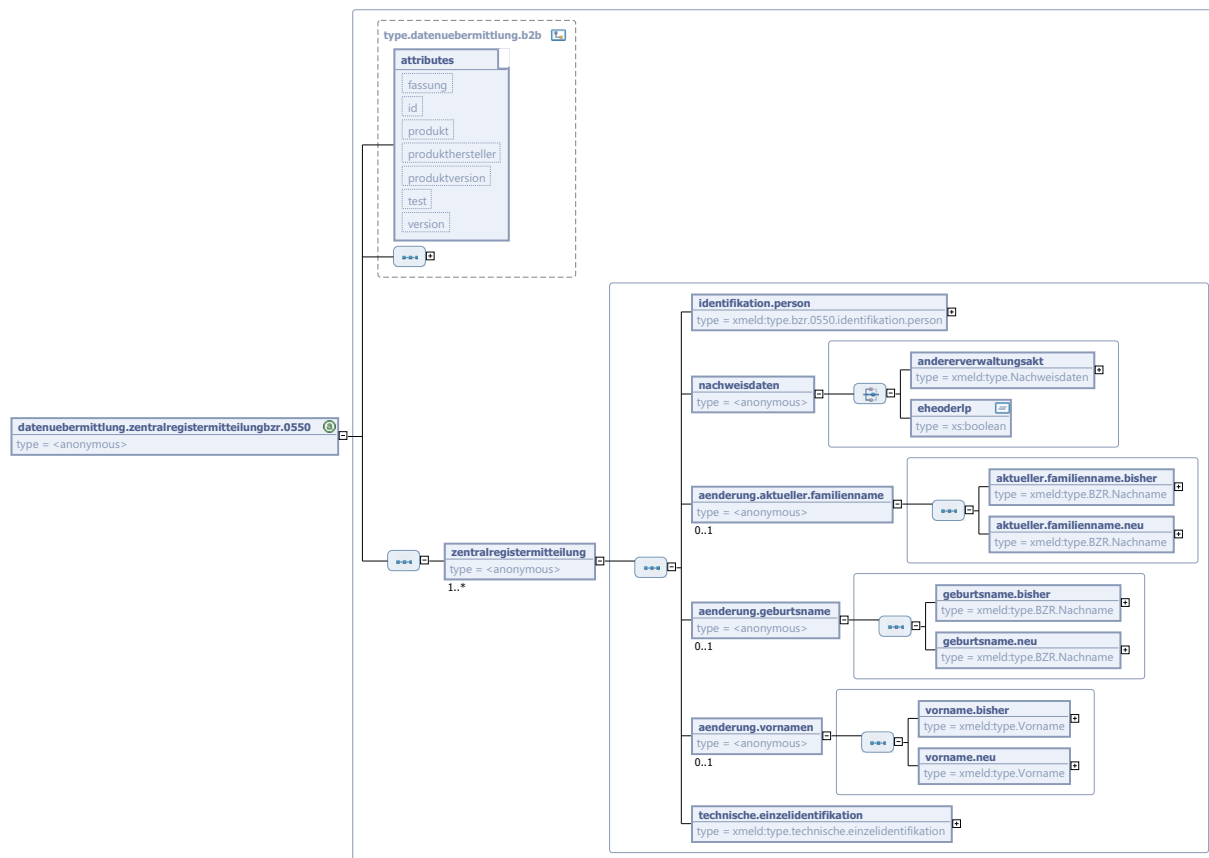 type.datenuebermittlung.b2b
attributes
fassung
id
produkt
produkthersteller
produktversion
test
version
identifikation.person
type = xmeld:type.bzr.0550.identifikation.person
nachweisdaten
type = <anonymous>
andererverwaltungsakt
type = xmeld:type.Nachweisdaten
eheoderlp
type = xs:boolean
datenuebermittlung.zentralregistermitteilungbzr.0550
a
type = <anonymous>
aenderung.aktueller.familienname
type = <anonymous>
0..1
aktueller.familienname.bisher
type = xmeld:type.BZR.Nachname
aktueller.familienname.neu
type = xmeld:type.BZR.Nachname
zentralregistermitteilung
type = <anonymous>
1..*
aenderung.geburtsname
type = <anonymous>
0..1
geburtsname.bisher
type = xmeld:type.BZR.Nachname
geburtsname.neu
type = xmeld:type.BZR.Nachname
aenderung.vornamen
type = <anonymous>
0..1
vorname.bisher
type = xmeld:type.Vorname
vorname.neu
type = xmeld:type.Vorname
technische.einzelidentifikation
type = xmeld:type.technische.einzelidentifikation